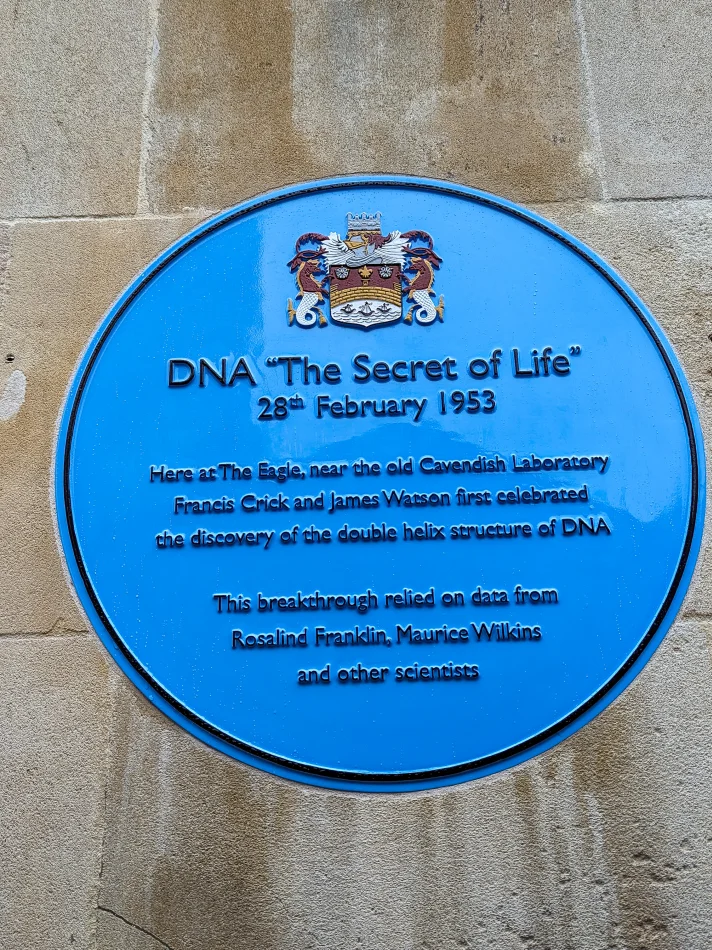 DNA “The Secret of Life”
28th February 1953
Here at The Eagle, near the old Cavendish Laboratory
Francis Crick and James Watson first celebrated
the discovery of the double helix structure of DNA
This breakthrough relied on data from
Rosalind Franklin, Maurice Wilkins
and other scientists